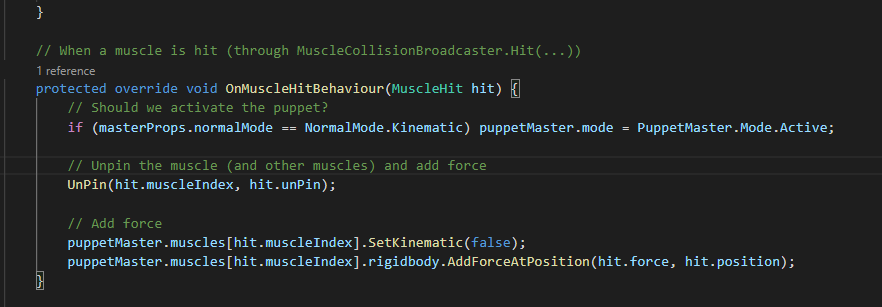 }
// When a muscle is hit (through MuscleCollisionBroadcaster.Hit(...))
1 reference
protected override void OnMuscleHitBehaviour(MuscleHit hit) {
// Should we activate the puppet?
if (masterProps.normalMode == NormalMode.Kinematic) puppetMaster.mode = PuppetMaster.Mode.Active;
// Unpin the muscle (and other muscles) and add force
UnPin(hit.muscleIndex, hit.unPin);
// Add force
puppetMaster.muscles[hit.muscleIndex].SetKinematic(false);
puppetMaster.muscles[hit.muscleIndex].rigidbody.AddForceAtPosition(hit.force, hit.position);
}